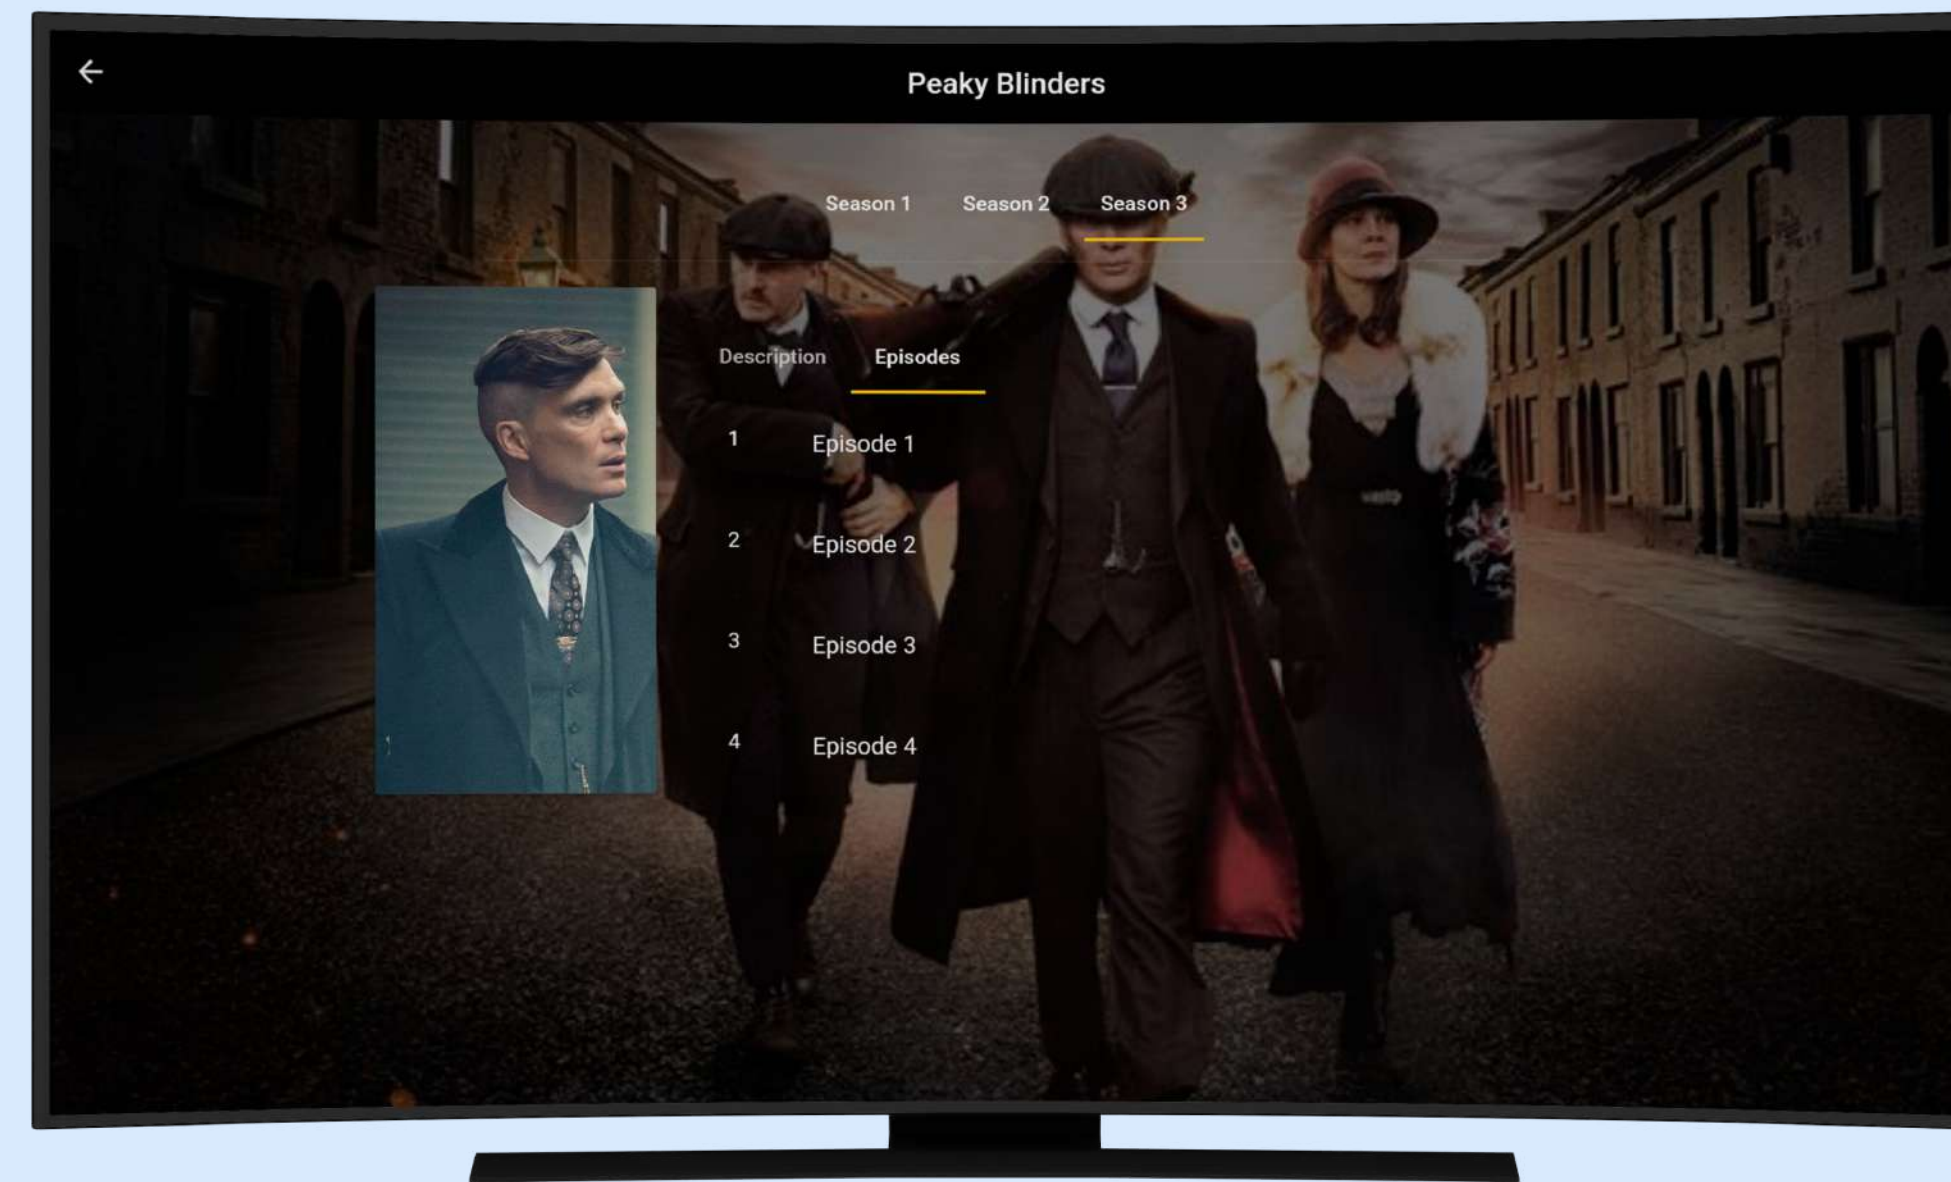 Peaky Blinders
Season 1 Season 2 Season 3
Description Episodes
1 Episode 1
2 Episode 2
3 Episode 3
4 Episode 4